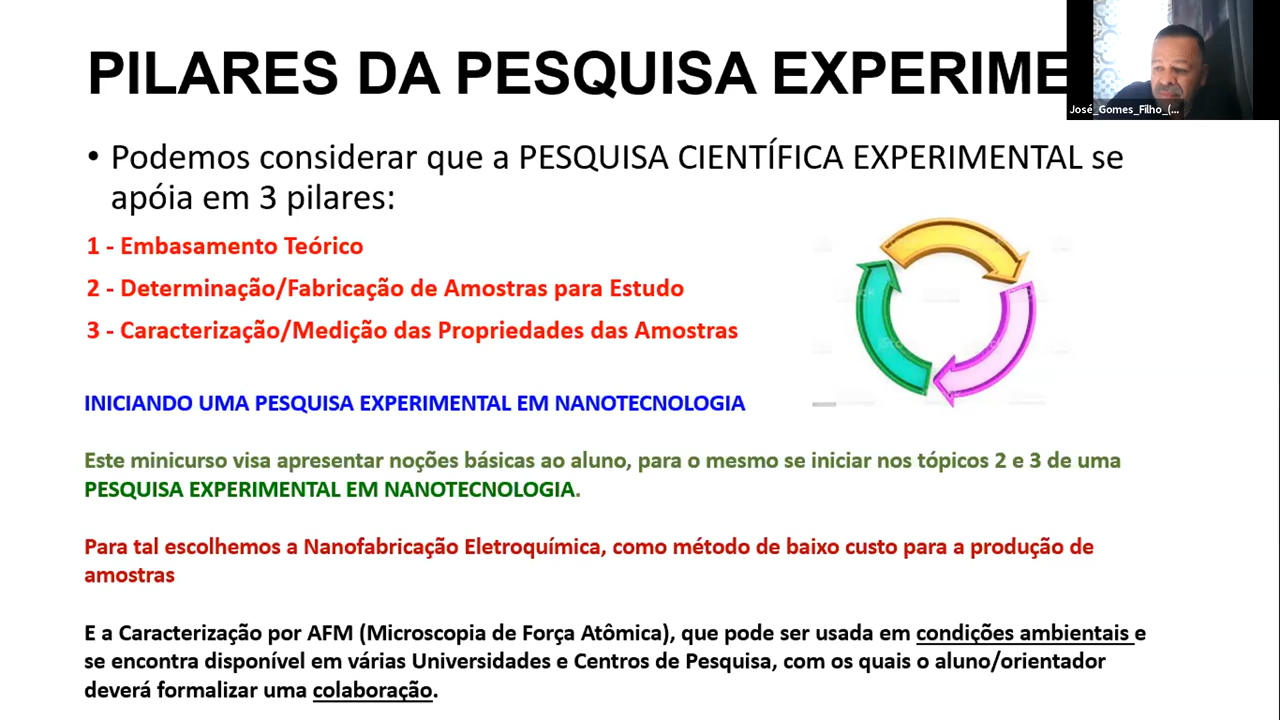 PILARES DA PESQUISA EXPERIME
José_Gomes_Filho_(...
• Podemos considerar que a PESQUISA CIENTÍFICA EXPERIMENTAL se
apóia em 3 pilares:
1 - Embasamento Teórico
2 - Determinação/Fabricação de Amostras para Estudo
3 - Caracterização/Medição das Propriedades das Amostras
INICIANDO UMA PESQUISA EXPERIMENTAL EM NANOTECNOLOGIA
Este minicurso visa apresentar noções básicas ao aluno, para o mesmo se iniciar nos tópicos 2 e 3 de uma
PESQUISA EXPERIMENTAL EM NANOTECNOLOGIA.
Para tal escolhemos a Nanofabricação Eletroquímica, como método de baixo custo para a produção de
amostras
E a Caracterização por AFM (Microscopia de Força Atômica), que pode ser usada em condições ambientais e
se encontra disponível em várias Universidades e Centros de Pesquisa, com os quais o aluno/orientador
deverá formalizar uma colaboração.